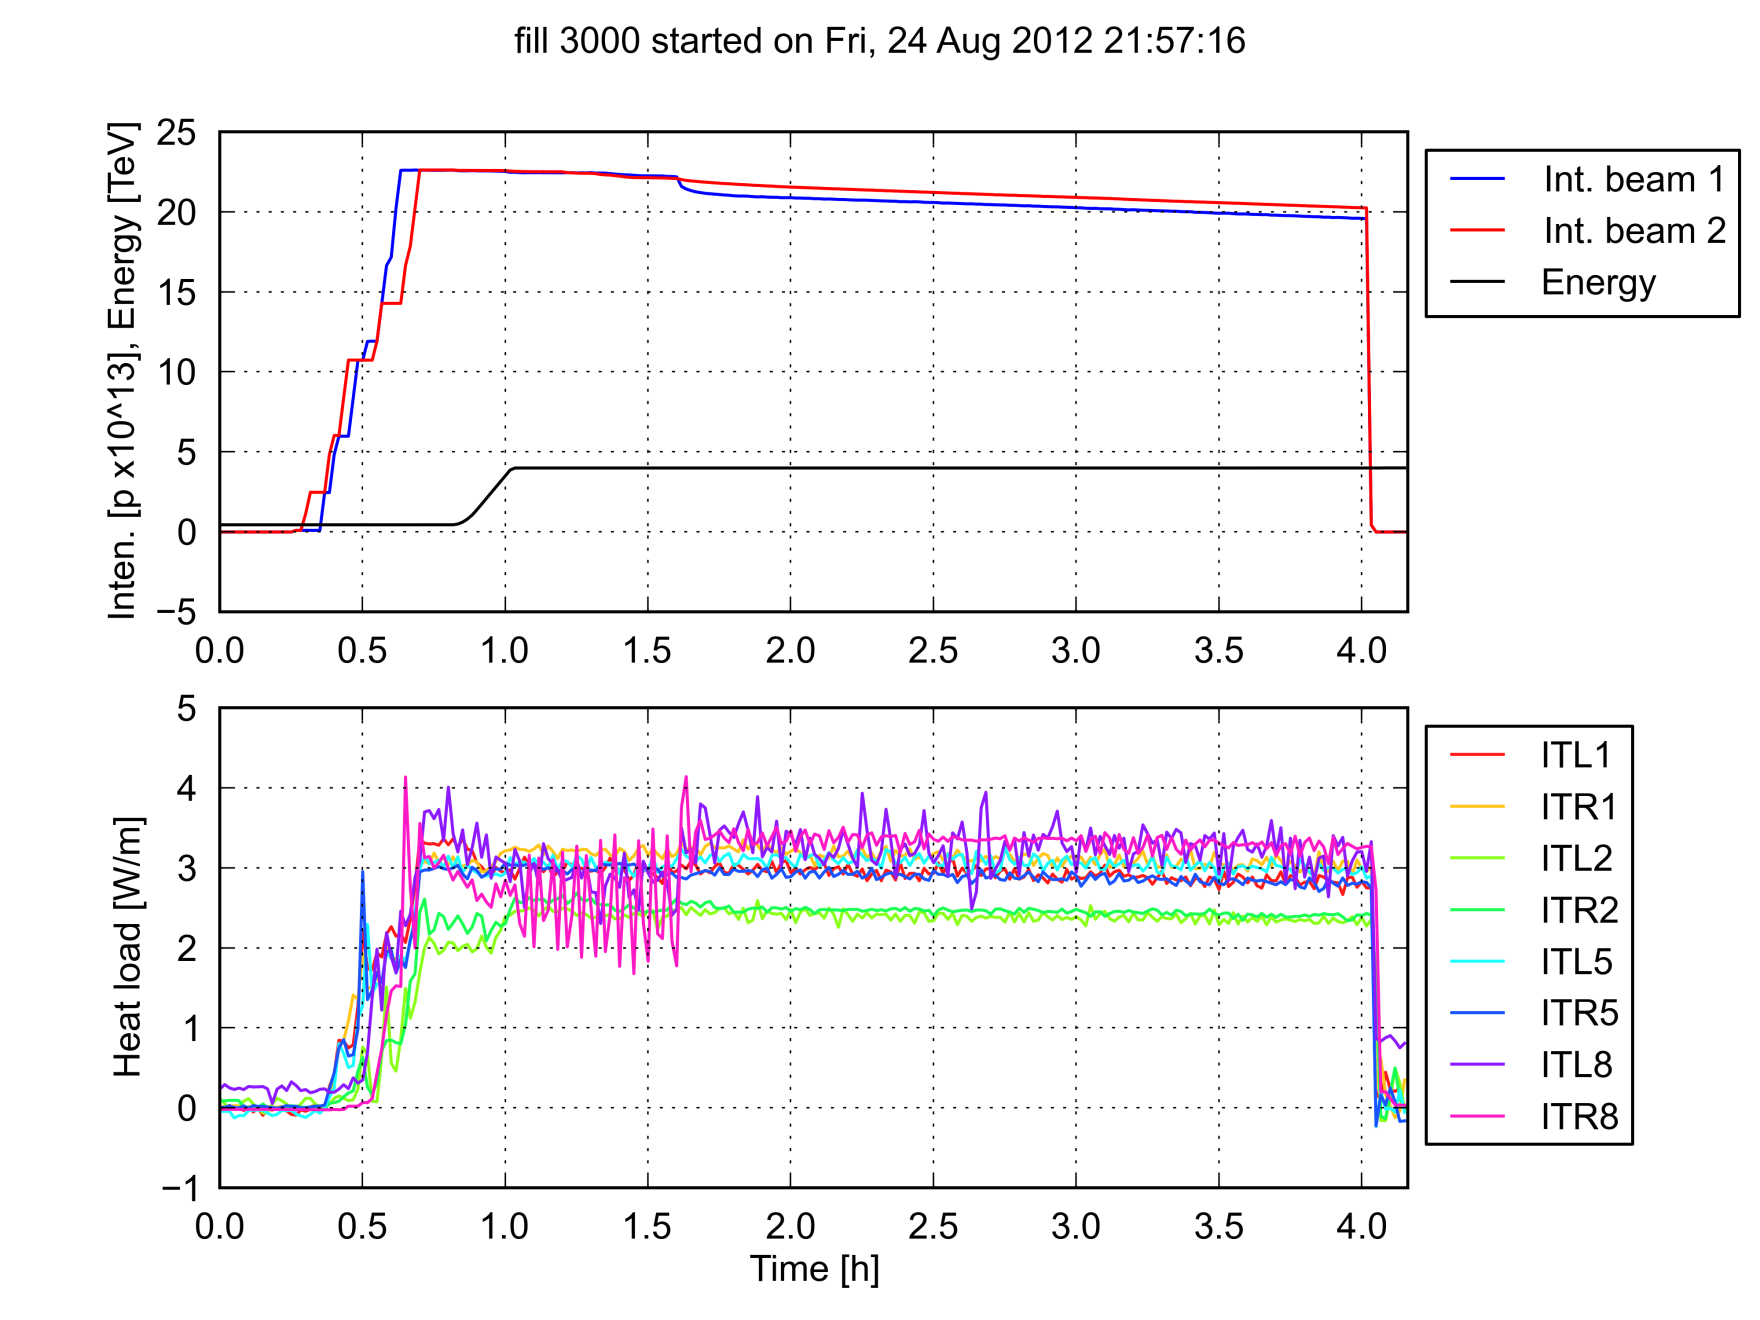 fill 3000 started on Fri, 24 Aug 2012 21:57:16
Inten. [p x10^13], Energy [TeV]
25
20
15
10
5
0
−5
0.0 0.5 1.0 1.5 2.0 2.5 3.0 3.5 4.0
Int. beam 1
Int. beam 2
Energy
Heat load [W/m]
5
4
3
2
1
0
−1
0.0 0.5 1.0 1.5 2.0 2.5 3.0 3.5 4.0
Time [h]
ITL1
ITR1
ITL2
ITR2
ITL5
ITR5
ITL8
ITR8